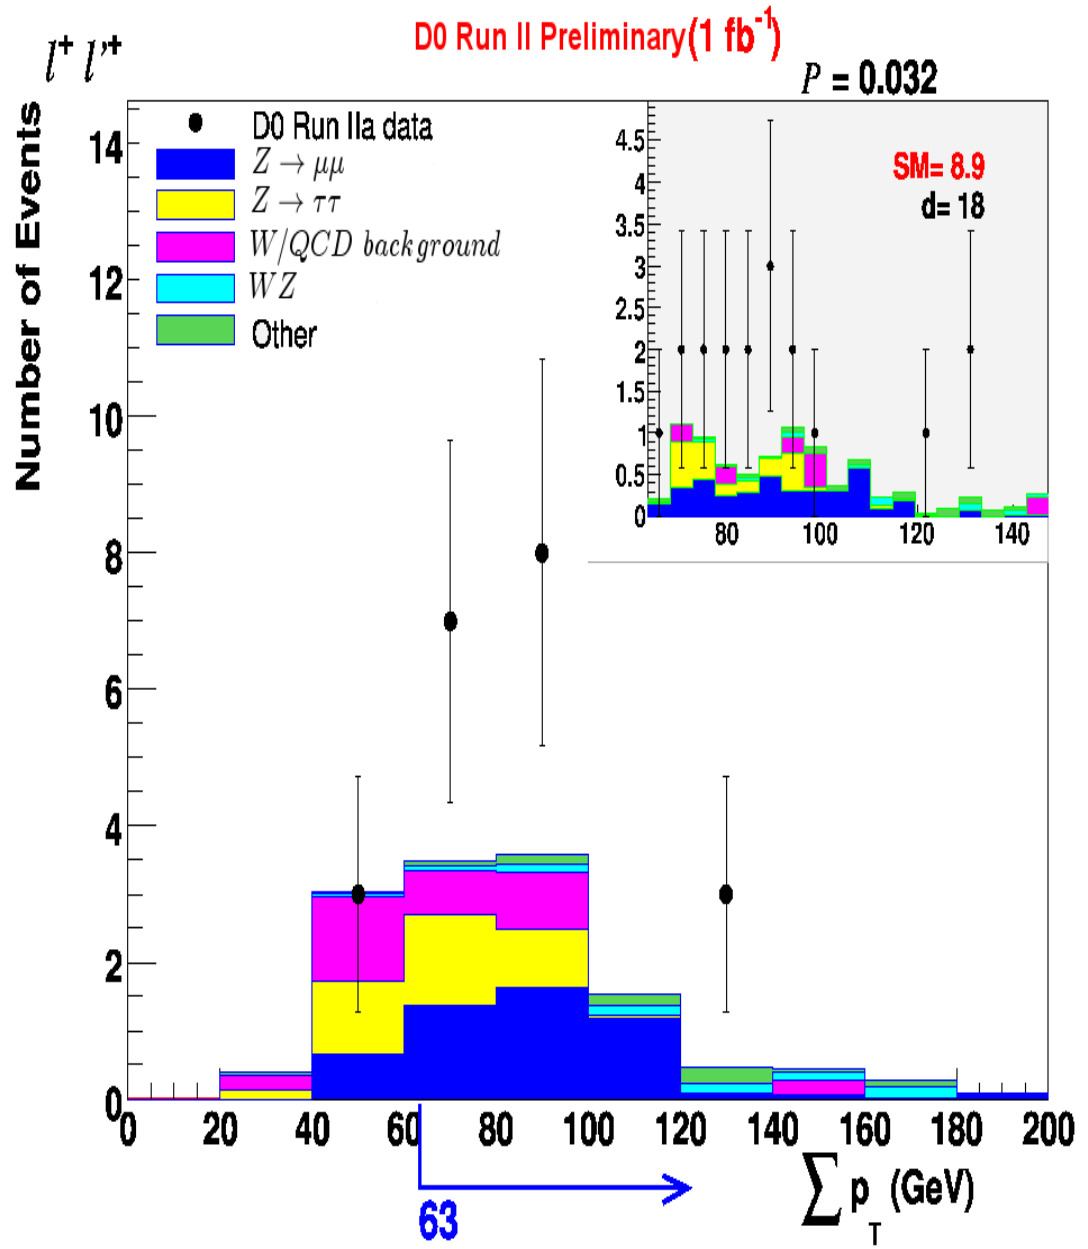 D0 Run II Preliminary(1 fb⁻¹)
l⁺ l'⁺
P = 0.032
Number of Events
D0 Run IIa data
Z → μμ
Z → ττ
W/QCD background
WZ
Other
14
12
10
8
6
4
2
0
0 20 40 60 80 100 120 140 160 180 200
SM= 8.9
d= 18
4.5
4
3.5
3
2.5
2
1.5
1
0.5
0
80 100 120 140
63
∑ p_T (GeV)